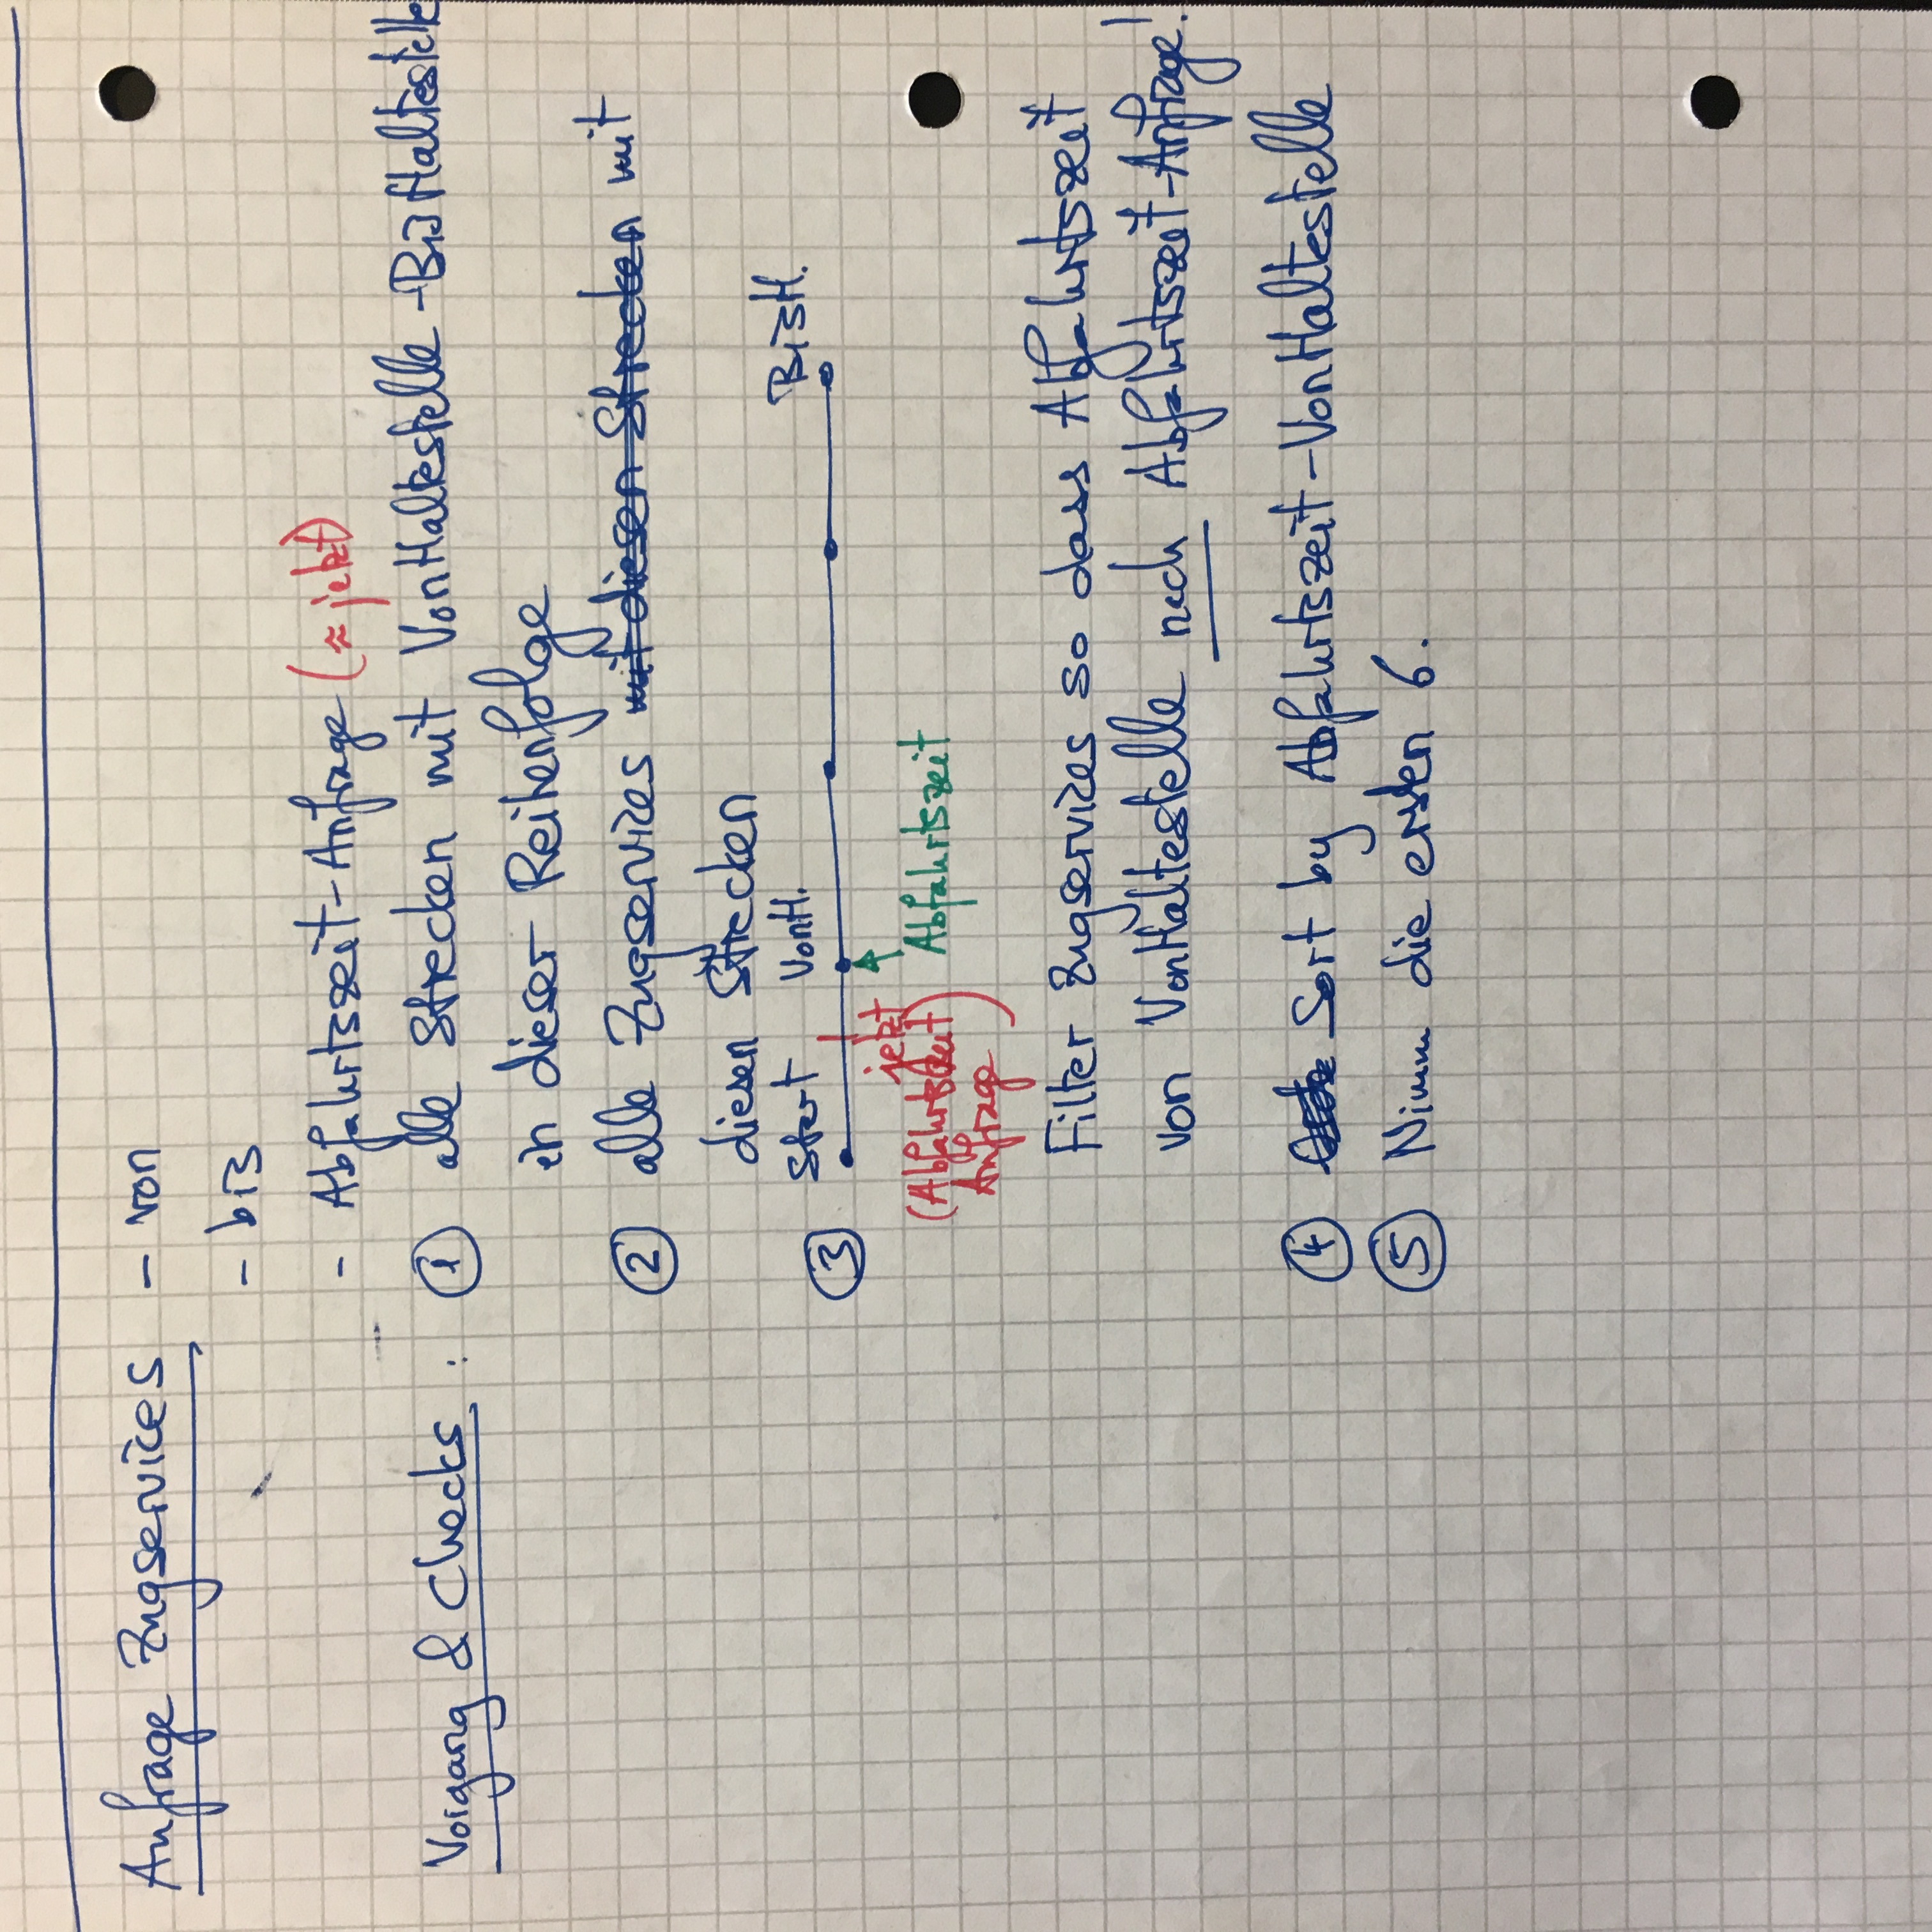 Anfrage Zugservices - von
- bis
- Abfahrtszeit-Anfrage (≈ jetzt)
Vorgang & Checks : ① alle Strecken mit VonHaltestelle-BisHaltestelle
in dieser Reihenfolge
② alle Zugservices mit diesen Strecken mit
diesen Strecken
③ Start VonH. BisH.
jetzt
(Abfahrtszeit Anfrage)
Abfahrtszeit
Filter Zugservices so dass Abfahrtszeit
von VonHaltestelle nach Abfahrtszeit-Anfrage!
④ Sort by Abfahrtszeit-VonHaltestelle
⑤ Nimm die ersten 6.